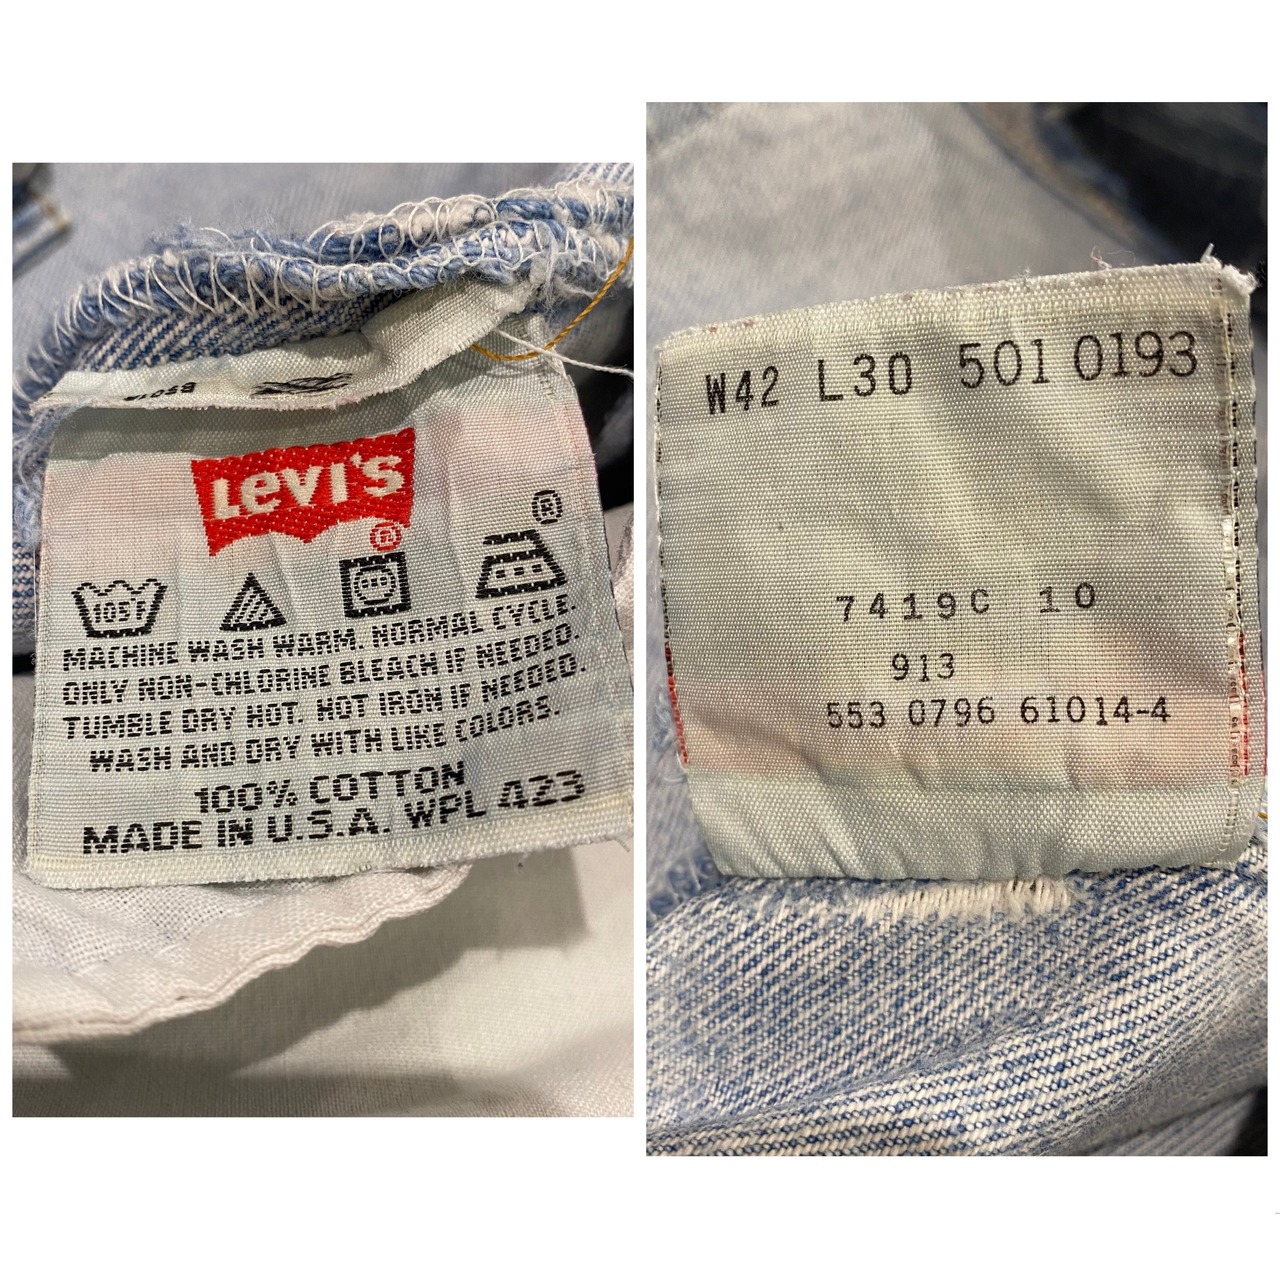 Levi's
®
®
105F
MACHINE WASH WARM. NORMAL CYCLE.
ONLY NON-CHLORINE BLEACH IF NEEDED.
TUMBLE DRY HOT. HOT IRON IF NEEDED.
WASH AND DRY WITH LIKE COLORS.
100% COTTON
MADE IN U.S.A. WPL 423
W42 L30 501 0193
7419C 10
913
553 0796 61014-4